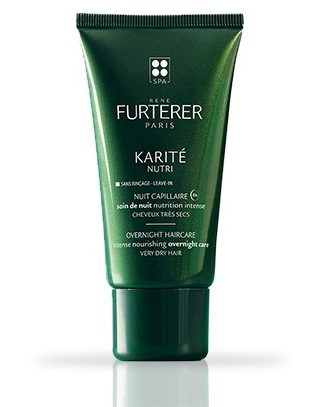 SPA
RENE
FURTERER
PARIS
KARITÉ
NUTRI
SANS RINÇAGE - LEAVE-IN
NUIT CAPILLAIRE
soin de nuit nutrition intense
CHEVEUX TRÈS SECS
OVERNIGHT HAIRCARE
intense nourishing overnight care
VERY DRY HAIR